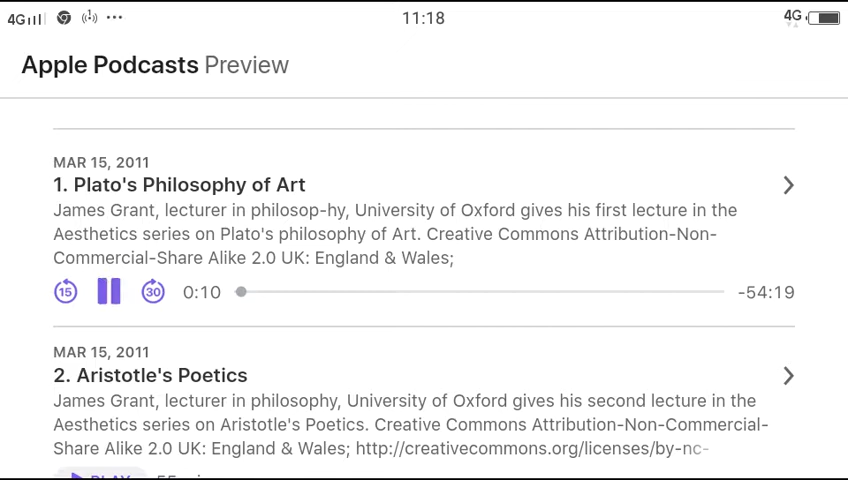 4G 11:18 4G
Apple Podcasts Preview
MAR 15, 2011
1. Plato's Philosophy of Art
James Grant, lecturer in philosop-hy, University of Oxford gives his first lecture in the
Aesthetics series on Plato's philosophy of Art. Creative Commons Attribution-Non-
Commercial-Share Alike 2.0 UK: England & Wales;
15 30 0:10 -54:19
MAR 15, 2011
2. Aristotle's Poetics
James Grant, lecturer in philosophy, University of Oxford gives his second lecture in the
Aesthetics series on Aristotle's Poetics. Creative Commons Attribution-Non-Commercial-
Share Alike 2.0 UK: England & Wales; http://creativecommons.org/licenses/by-nc-
PLAY